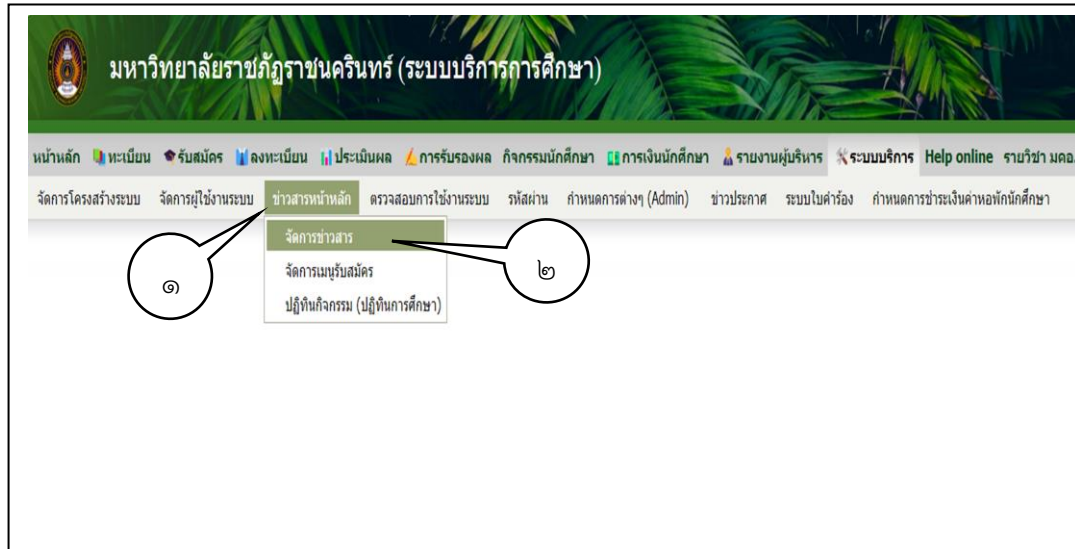 มหาวิทยาลัยราชภัฏราชนครินทร์ (ระบบบริการการศึกษา)
หน้าหลัก ทะเบียน รับสมัคร ลงทะเบียน ประเมินผล การรับรองผล กิจกรรมนักศึกษา การเงินนักศึกษา รายงานผู้บริหาร ระบบบริการ Help online รายวิชา มคอ.
จัดการโครงสร้างระบบ จัดการผู้ใช้งานระบบ ข่าวสารหน้าหลัก ตรวจสอบการใช้งานระบบ รหัสผ่าน กำหนดการต่างๆ (Admin) ข่าวประกาศ ระบบใบคำร้อง กำหนดการชำระเงินค่าหอพักนักศึกษา
จัดการข่าวสาร
จัดการเมนูรับสมัคร
ปฏิทินกิจกรรม (ปฏิทินการศึกษา)
๑
๒